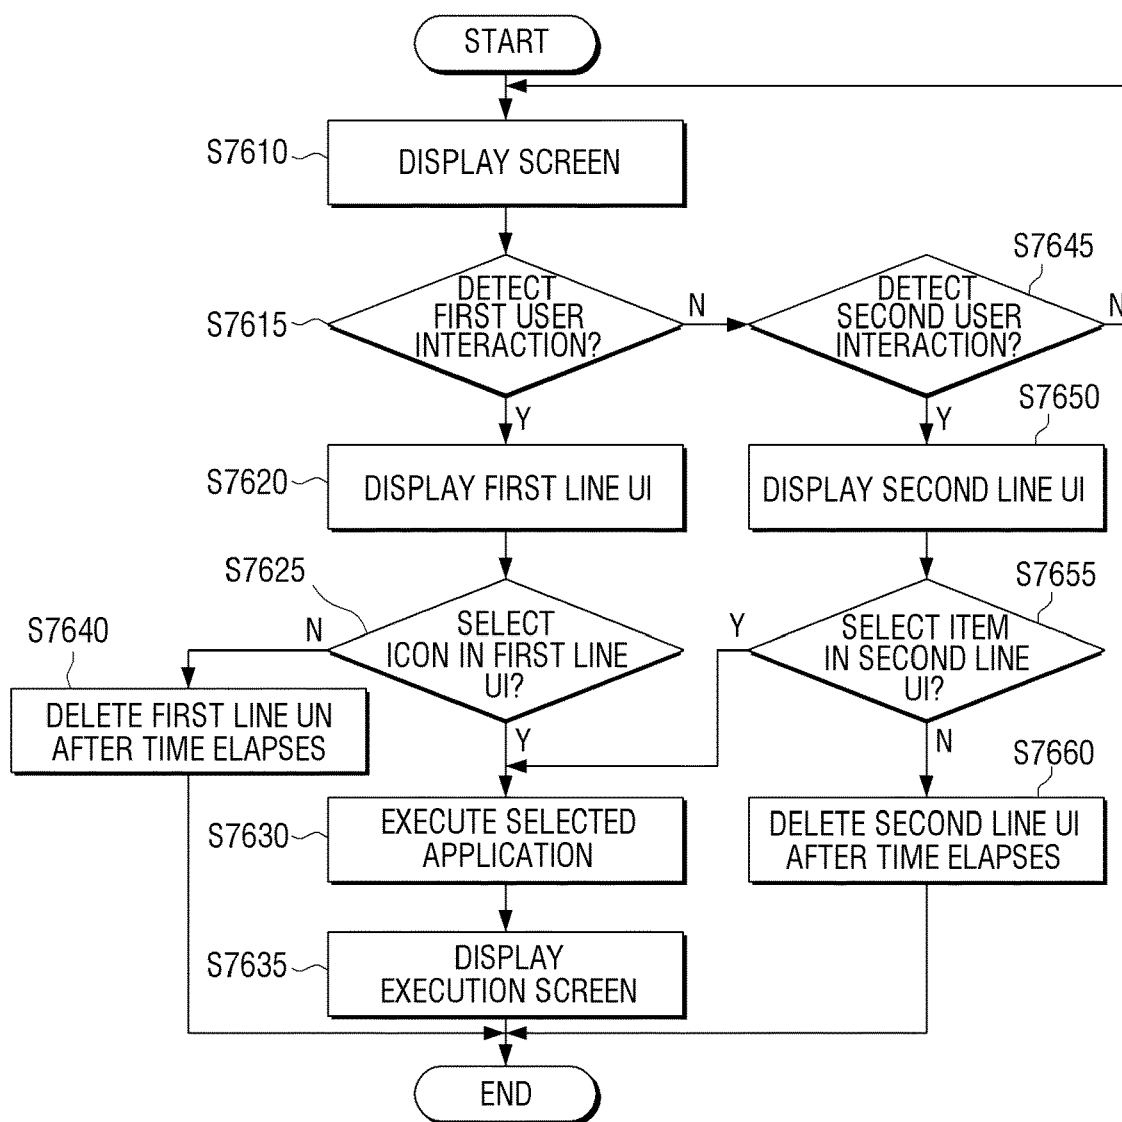 START
S7610
DISPLAY SCREEN
S7615
DETECT
FIRST USER
INTERACTION?
N
S7645
DETECT
SECOND USER
INTERACTION?
N
Y
Y
S7620
DISPLAY FIRST LINE UI
S7650
DISPLAY SECOND LINE UI
S7625
SELECT
ICON IN FIRST LINE
UI?
N
Y
S7655
SELECT ITEM
IN SECOND LINE
UI?
Y
N
S7640
DELETE FIRST LINE UN
AFTER TIME ELAPSES
S7630
EXECUTE SELECTED
APPLICATION
S7660
DELETE SECOND LINE UI
AFTER TIME ELAPSES
S7635
DISPLAY
EXECUTION SCREEN
END